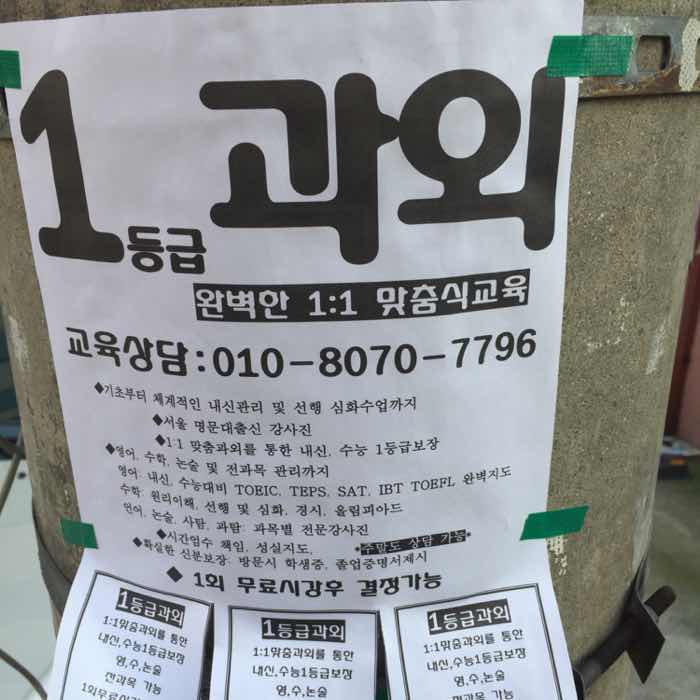 1등급 과외
완벽한 1:1 맞춤식교육
교육상담:010-8070-7796
◆기초부터 체계적인 내신관리 및 선행 심화수업까지
◆서울 명문대출신 강사진
◆1:1 맞춤과외를 통한 내신, 수능 1등급보장
◆영어, 수학, 논술 및 전과목 관리까지
영어: 내신, 수능대비 TOEIC, TEPS, SAT, IBT TOEFL 완벽지도
수학: 원리이해, 선행 및 심화, 경시, 올림피아드
언어, 논술, 사탐, 과탐: 과목별 전문강사진
◆시간엄수 책임, 성실지도, *주말도 상담 가능*
◆확실한 신분보장: 방문시 학생증, 졸업증명서제시
◆ 1회 무료시강후 결정가능
1등급과외
1:1맞춤과외를 통한
내신,수능1등급보장
영,수,논술
전과목 가능
1회무료시강
1등급과외
1:1맞춤과외를 통한
내신,수능1등급보장
영,수,논술
전과목 가능
1등급과외
1:1맞춤과외를 통한
내신,수능1등급보장
영,수,논술
전과목 가능